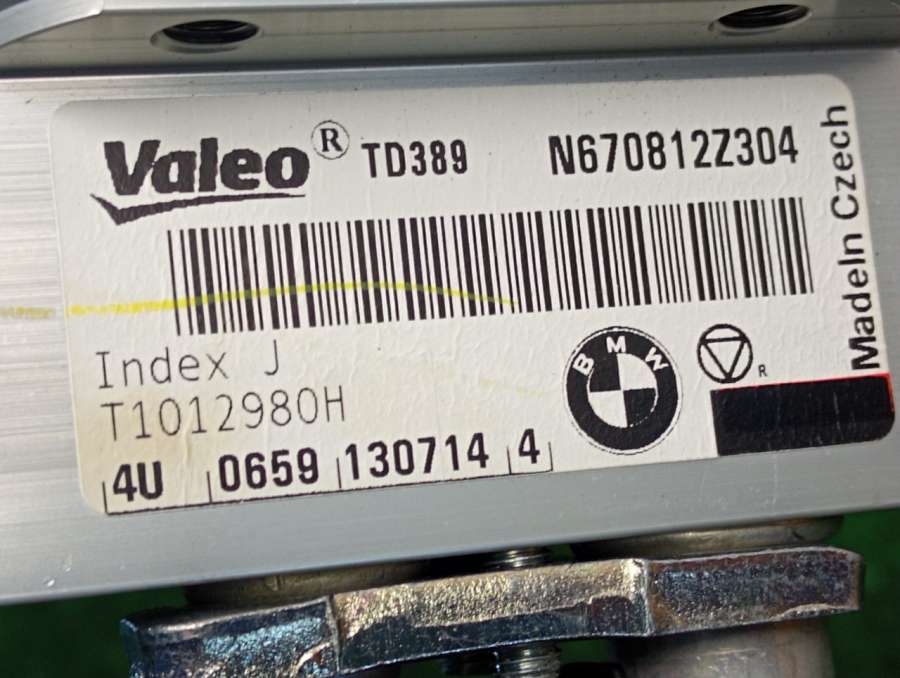 Valeo® TD389 N670812Z304
MadeIn Czech
Index J
T1012980H
BMW
R
4U 0659 130714 4